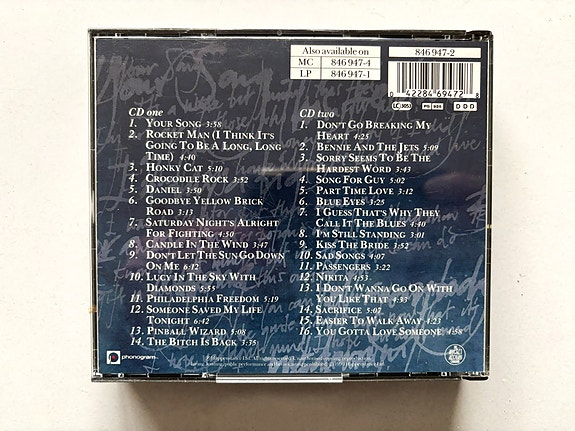 Also available on
MC 846 947-4
LP 846 947-1
846 947-2
0 42284 69472 8
LC 3053
PG 898
DDD
CD one
1. YOUR SONG 3:58
2. ROCKET MAN (I THINK IT'S
GOING TO BE A LONG, LONG
TIME) 4:40
3. HONKY CAT 5:10
4. CROCODILE ROCK 3:52
5. DANIEL 3:50
6. GOODBYE YELLOW BRICK
ROAD 3:13
7. SATURDAY NIGHT'S ALRIGHT
FOR FIGHTING 4:50
8. CANDLE IN THE WIND 3:47
9. DON'T LET THE SUN GO DOWN
ON ME 6:12
10. LUCY IN THE SKY WITH
DIAMONDS 5:55
11. PHILADELPHIA FREEDOM 5:19
12. SOMEONE SAVED MY LIFE
TONIGHT 6:42
13. PINBALL WIZARD 5:08
14. THE BITCH IS BACK 3:35
CD two
1. DON'T GO BREAKING MY
HEART 4:25
2. BENNIE AND THE JETS 5:09
3. SORRY SEEMS TO BE THE
HARDEST WORD 3:43
4. SONG FOR GUY 5:02
5. PART TIME LOVE 3:12
6. BLUE EYES 3:25
7. I GUESS THAT'S WHY THEY
CALL IT THE BLUES 4:40
8. I'M STILL STANDING 3:01
9. KISS THE BRIDE 3:52
10. SAD SONGS 4:07
11. PASSENGERS 3:22
12. NIKITA 4:53
13. I DON'T WANNA GO ON WITH
YOU LIKE THAT 4:33
14. SACRIFICE 5:07
15. EASIER TO WALK AWAY 4:23
16. YOU GOTTA LOVE SOMEONE 4:58
phonogram